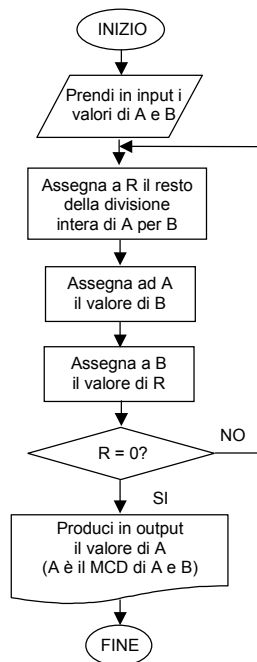 INIZIO
Prendi in input i
valori di A e B
Assegna a R il resto
della divisione
intera di A per B
Assegna ad A
il valore di B
Assegna a B
il valore di R
R = 0?
NO
SI
Produci in output
il valore di A
(A è il MCD di A e B)
FINE